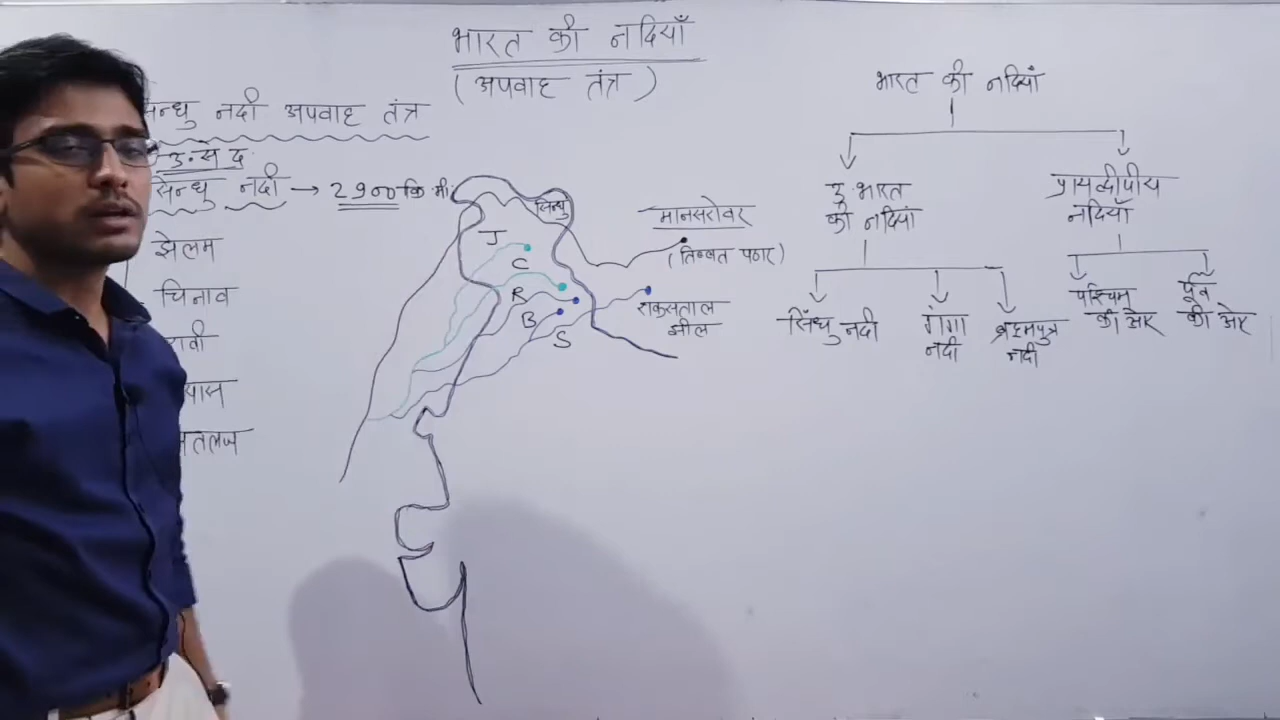 भारत की नदियाँ
(अपवाह तंत्र)
सिन्धु नदी अपवाह तंत्र
सिन्धु नदी → 2900 कि मी
झेलम
चिनाव
रावी
यास
तलज
सिन्धु
J
C
R
B
S
मानसरोवर
(तिब्बत पठार)
राकसताल
झील
भारत की नदियाँ
उ. भारत
की नदियां
प्रायद्वीपीय
नदियाँ
सिंधु नदी
गंगा
नदी
ब्रह्मपुत्र
नदी
पश्चिम
की ओर
पूर्व
की ओर